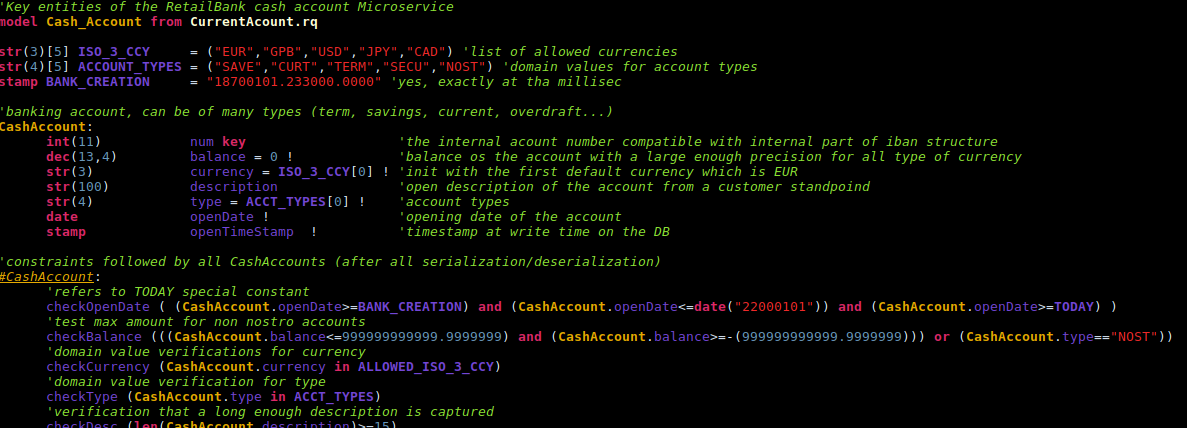 'Key entities of the RetailBank cash account Microservice
model Cash_Account from CurrentAcount.rq
str(3)[5] ISO_3_CCY = ("EUR","GPB","USD","JPY","CAD") 'list of allowed currencies
str(4)[5] ACCOUNT_TYPES = ("SAVE","CURT","TERM","SECU","NOST") 'domain values for account types
stamp BANK_CREATION = "18700101.233000.0000" 'yes, exactly at tha millisec
'banking account, can be of many types (term, savings, current, overdraft...)
CashAccount:
int(11) num key 'the internal acount number compatible with internal part of iban structure
dec(13,4) balance = 0 ! 'balance os the account with a large enough precision for all type of currency
str(3) currency = ISO_3_CCY[0] ! 'init with the first default currency which is EUR
str(100) description 'open description of the account from a customer standpoind
str(4) type = ACCT_TYPES[0] ! 'account types
date openDate ! 'opening date of the account
stamp openTimeStamp ! 'timestamp at write time on the DB
'constraints followed by all CashAccounts (after all serialization/deserialization)
#CashAccount:
'refers to TODAY special constant
checkOpenDate ( (CashAccount.openDate>=BANK_CREATION) and (CashAccount.openDate<=date("22000101")) and (CashAccount.openDate>=TODAY) )
'test max amount for non nostro accounts
checkBalance (((CashAccount.balance<=999999999999.9999999) and (CashAccount.balance>=-(999999999999.9999999))) or (CashAccount.type=="NOST"))
'domain value verifications for currency
checkCurrency (CashAccount.currency in ALLOWED_ISO_3_CCY)
'domain value verification for type
checkType (CashAccount.type in ACCT_TYPES)
'verification that a long enough description is captured
checkDesc (len(CashAccount.description)>=15)